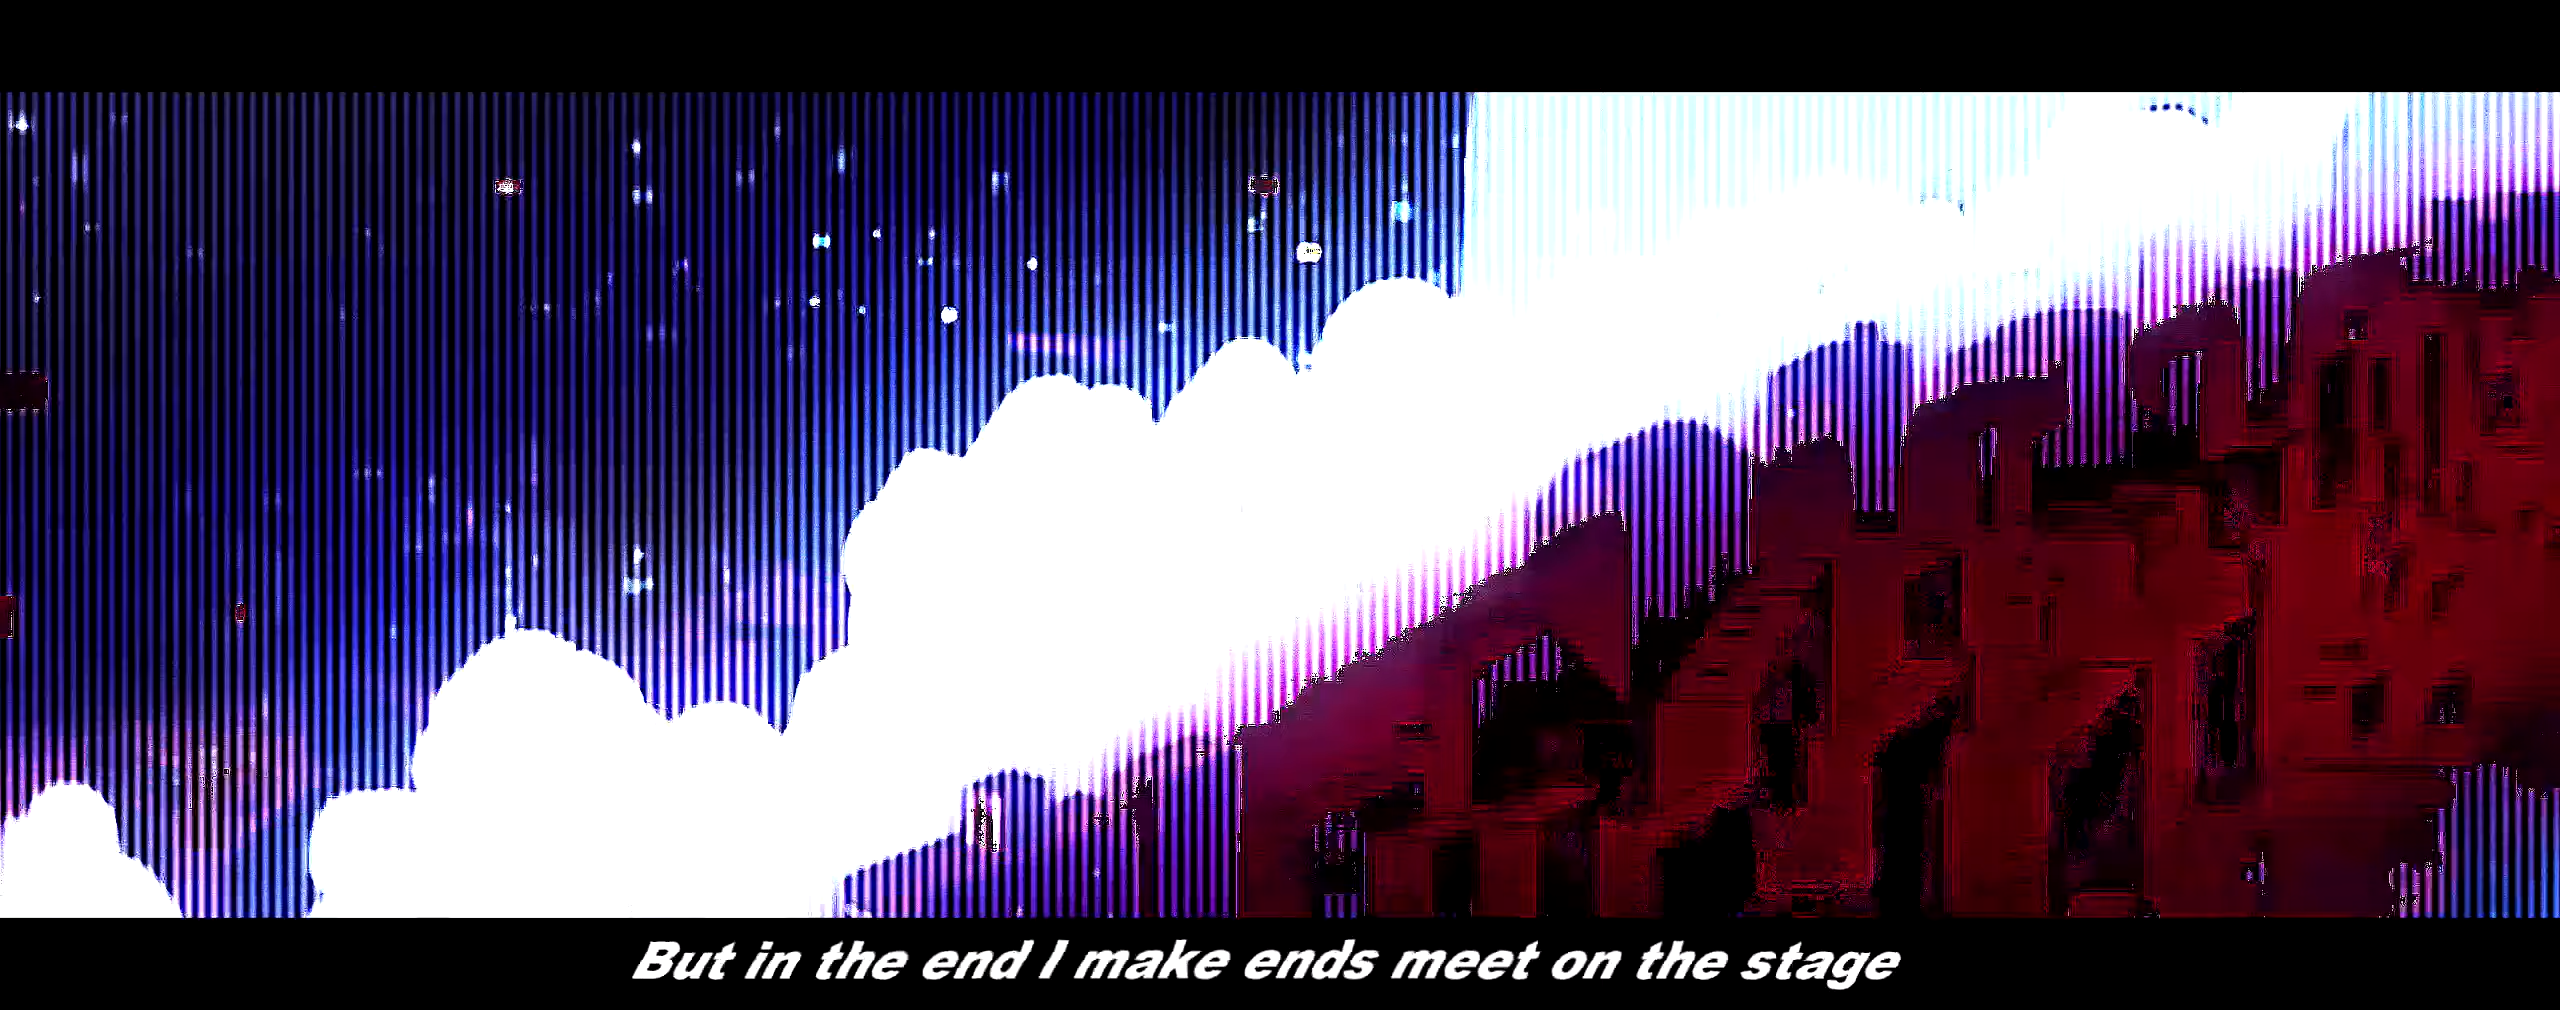 But in the end I make ends meet on the stage